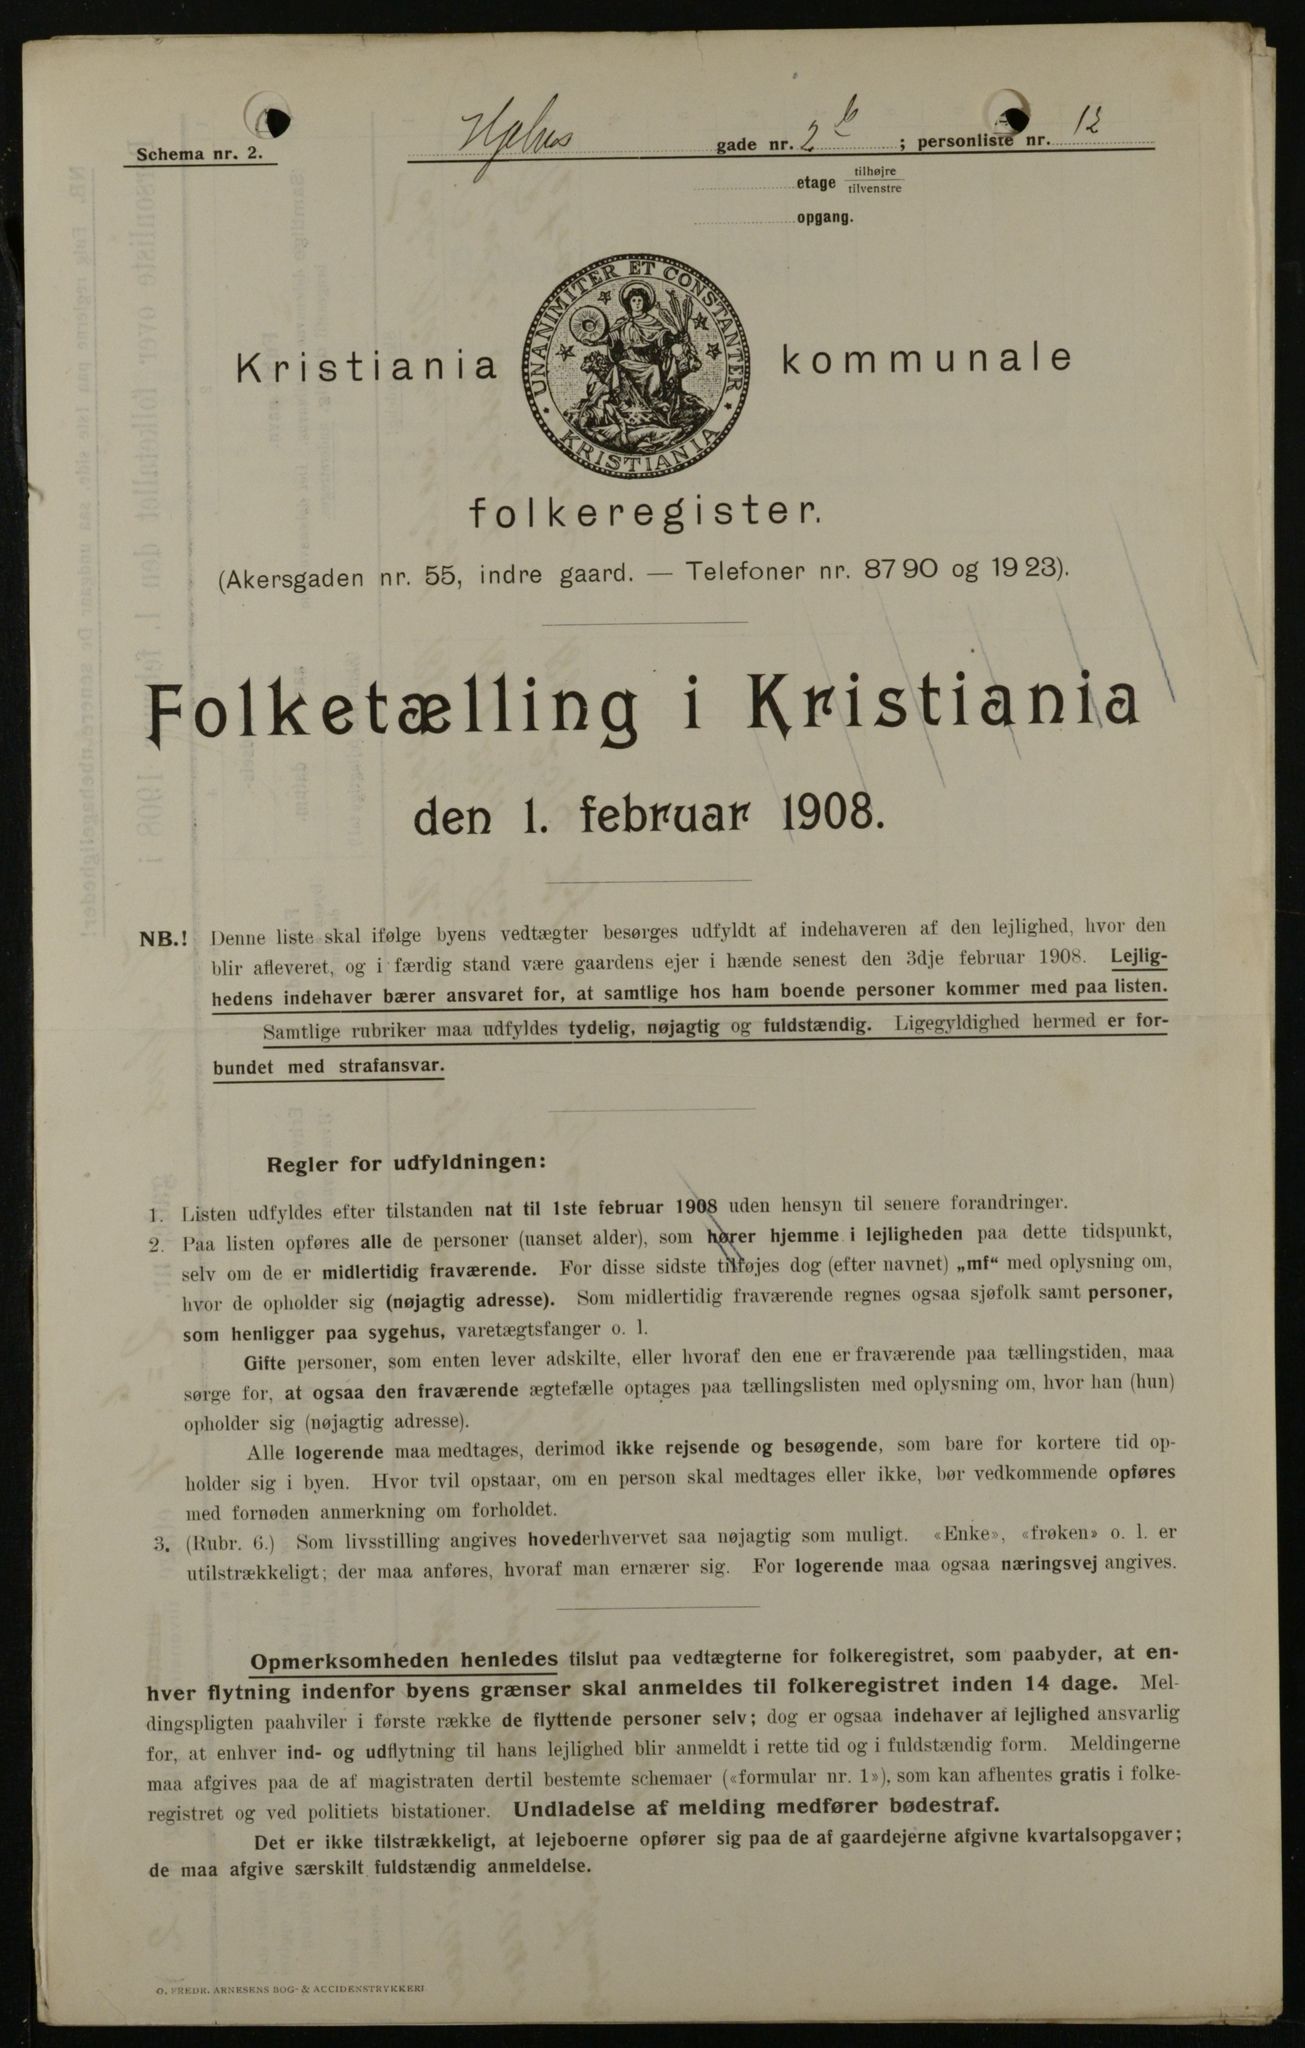 Schema nr. 2. Hjelms gade nr. 2 b ; personliste nr. 12
etage tilhøjre
tilvenstre
opgang.
UNANIMITER ET CONSTANTER
KRISTIANIA
Kristiania kommunale
folkeregister.
(Akersgaden nr. 55, indre gaard. — Telefoner nr. 87 90 og 19 23).
Folketælling i Kristiania
den 1. februar 1908.
NB.! Denne liste skal ifølge byens vedtægter besørges udfyldt af indehaveren af den lejlighed, hvor den
blir afleveret, og i færdig stand være gaardens ejer i hænde senest den 3dje februar 1908. Lejlig-
hedens indehaver bærer ansvaret for, at samtlige hos ham boende personer kommer med paa listen.
Samtlige rubriker maa udfyldes tydelig, nøjagtig og fuldstændig. Ligegyldighed hermed er for-
bundet med strafansvar.
Regler for udfyldningen:
1. Listen udfyldes efter tilstanden nat til 1ste februar 1908 uden hensyn til senere forandringer.
2. Paa listen opføres alle de personer (uanset alder), som hører hjemme i lejligheden paa dette tidspunkt,
selv om de er midlertidig fraværende. For disse sidste tilføjes dog (efter navnet) „mf“ med oplysning om,
hvor de opholder sig (nøjagtig adresse). Som midlertidig fraværende regnes ogsaa sjøfolk samt personer,
som henligger paa sygehus, varetægtsfanger o. l.
Gifte personer, som enten lever adskilte, eller hvoraf den ene er fraværende paa tællingstiden, maa
sørge for, at ogsaa den fraværende ægtefælle optages paa tællingslisten med oplysning om, hvor han (hun)
opholder sig (nøjagtig adresse).
Alle logerende maa medtages, derimod ikke rejsende og besøgende, som bare for kortere tid op-
holder sig i byen. Hvor tvil opstaar, om en person skal medtages eller ikke, bør vedkommende opføres
med fornøden anmerkning om forholdet.
3. (Rubr. 6.) Som livsstilling angives hovederhvervet saa nøjagtig som muligt. «Enke», «frøken» o. l. er
utilstrækkeligt; der maa anføres, hvoraf man ernærer sig. For logerende maa ogsaa næringsvej angives.
Opmerksomheden henledes tilslut paa vedtægterne for folkeregistret, som paabyder, at en-
hver flytning indenfor byens grænser skal anmeldes til folkeregistret inden 14 dage. Mel-
dingspligten paahviler i første række de flyttende personer selv; dog er ogsaa indehaver af lejlighed ansvarlig
for, at enhver ind- og udflytning til hans lejlighed blir anmeldt i rette tid og i fuldstændig form. Meldingerne
maa afgives paa de af magistraten dertil bestemte schemaer («formular nr. 1»), som kan afhentes gratis i folke-
registret og ved politiets bistationer. Undladelse af melding medfører bødestraf.
Det er ikke tilstrækkeligt, at lejeboerne opfører sig paa de af gaardejerne afgivne kvartalsopgaver;
de maa afgive særskilt fuldstændig anmeldelse.
O. FREDR. ARNESENS BOG- & ACCIDENSTRYKKERI